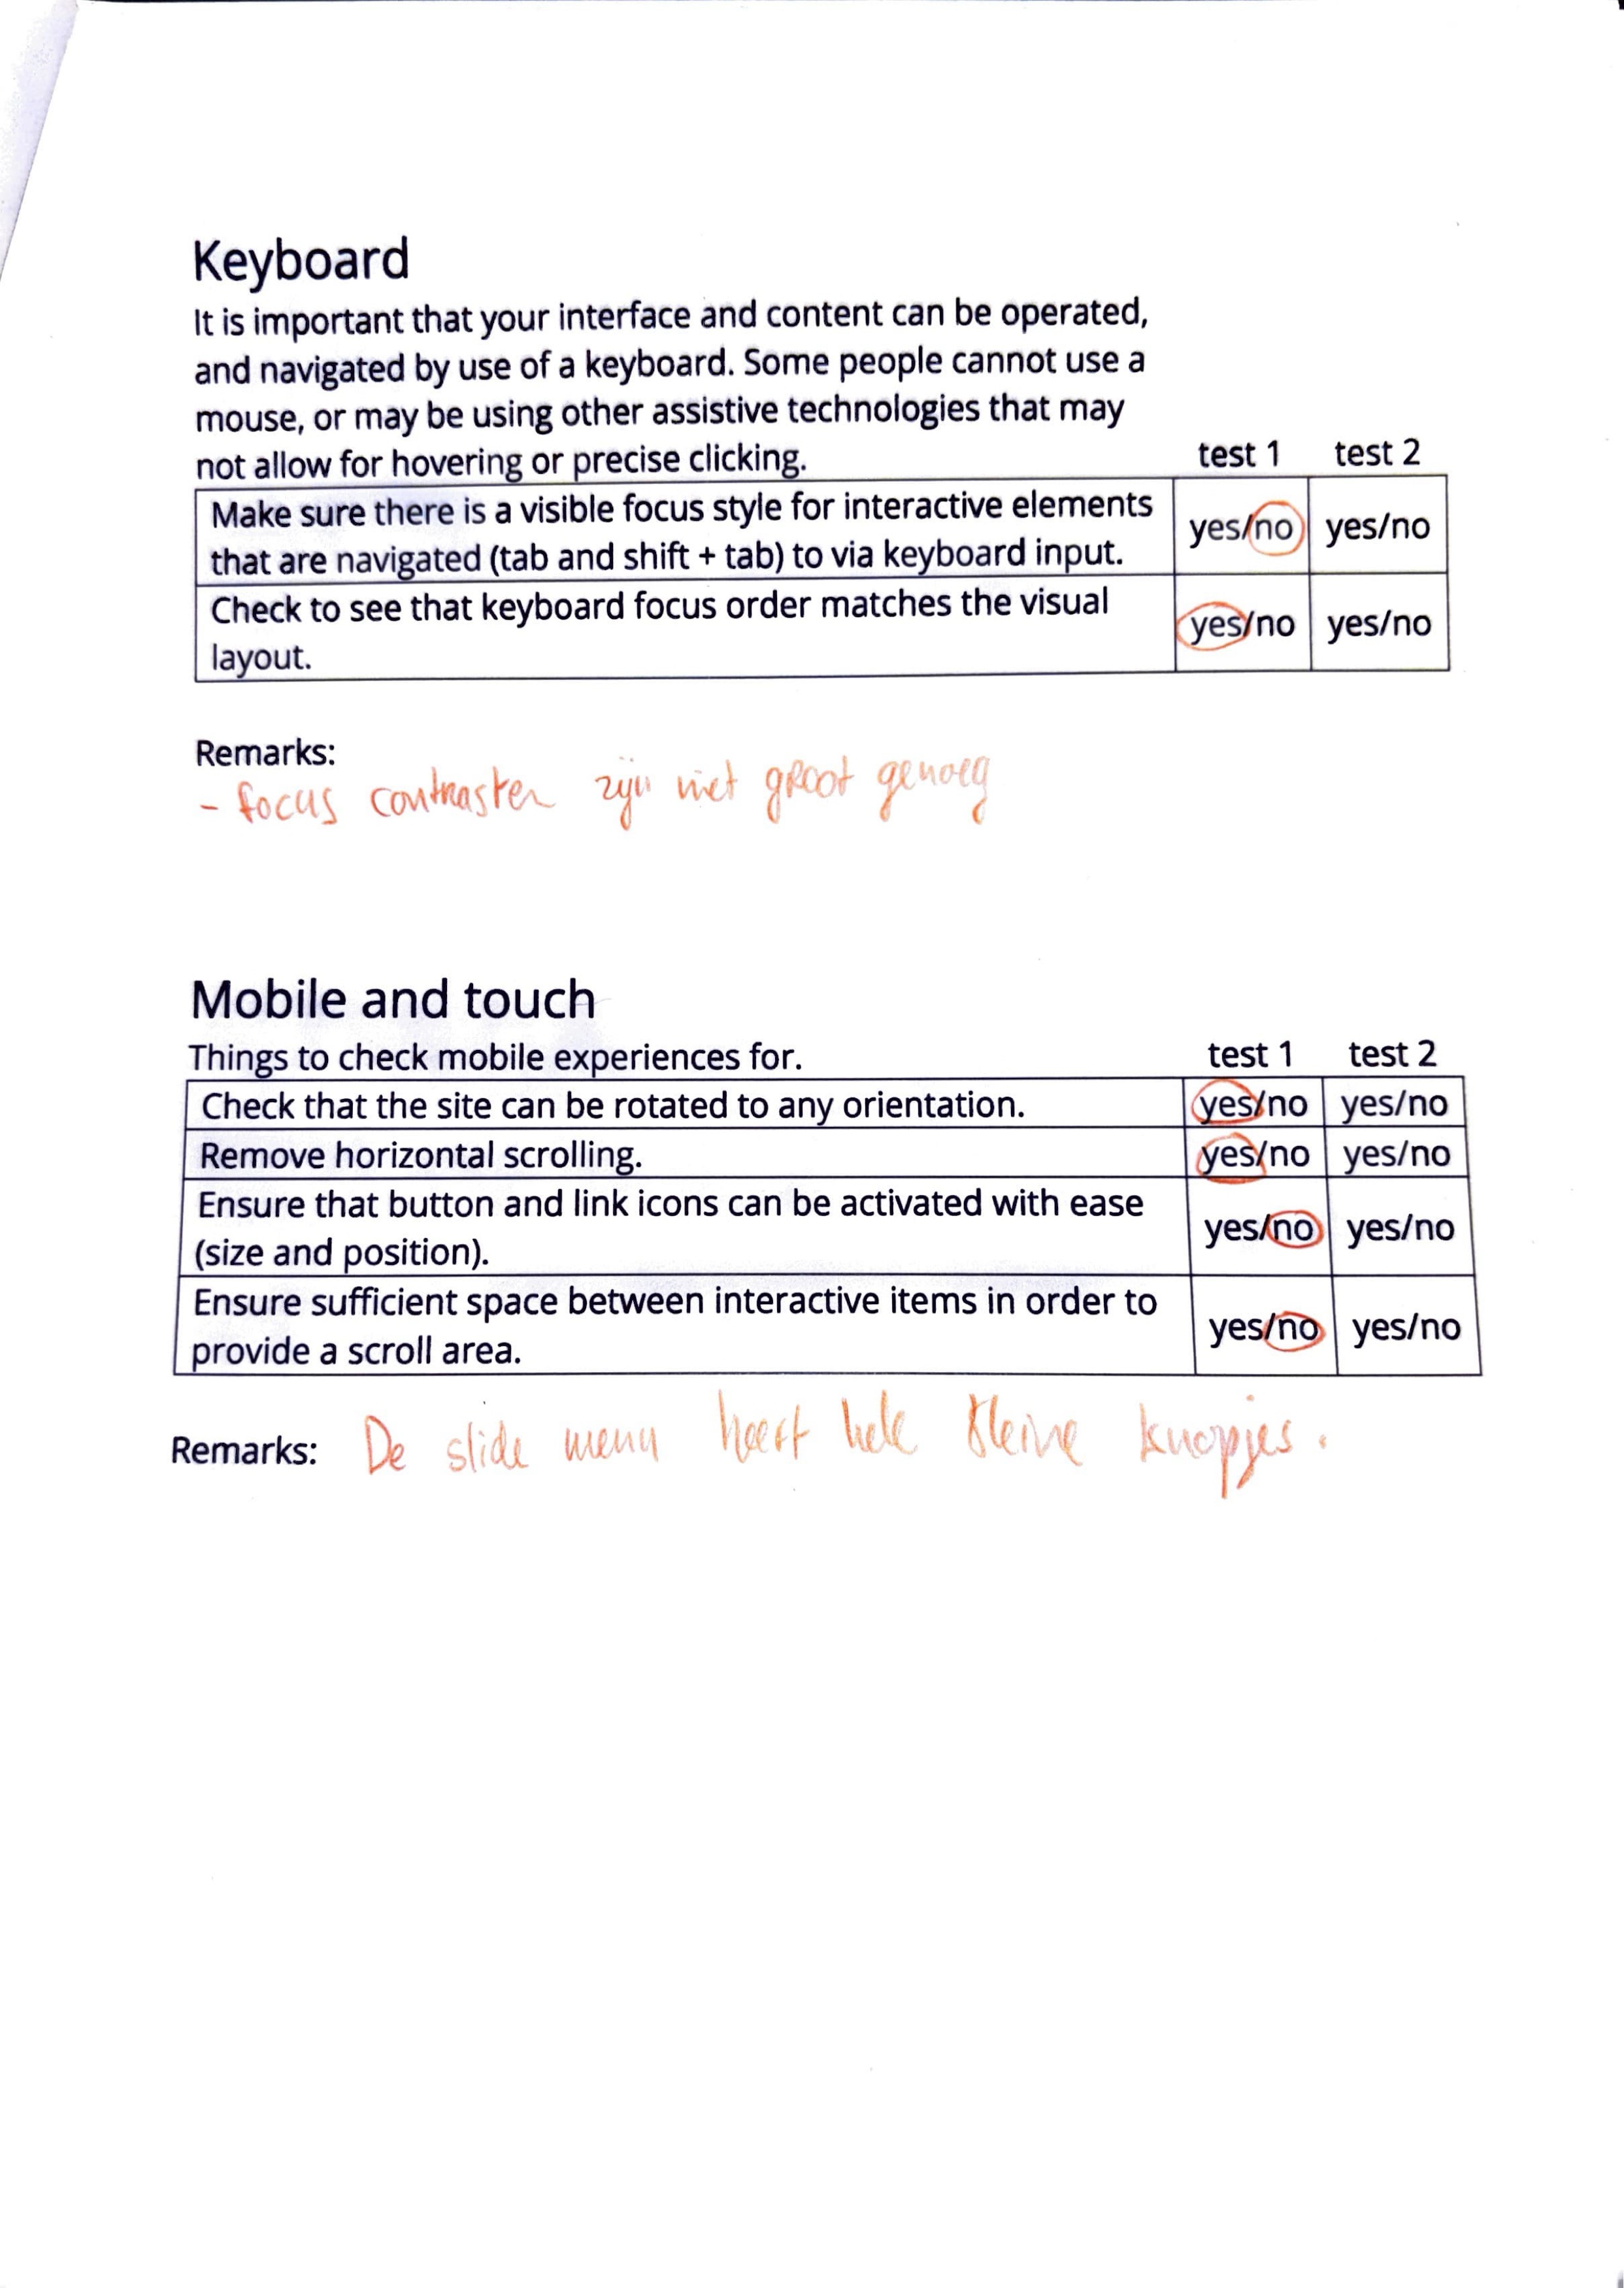 Keyboard
It is important that your interface and content can be operated,
and navigated by use of a keyboard. Some people cannot use a
mouse, or may be using other assistive technologies that may
not allow for hovering or precise clicking. test 1 test 2
Make sure there is a visible focus style for interactive elements
that are navigated (tab and shift + tab) to via keyboard input.
yes/no yes/no
Check to see that keyboard focus order matches the visual
layout.
yes/no yes/no
Remarks:
- focus contrasten zijn niet groot genoeg
Mobile and touch
Things to check mobile experiences for. test 1 test 2
Check that the site can be rotated to any orientation. yes/no yes/no
Remove horizontal scrolling. yes/no yes/no
Ensure that button and link icons can be activated with ease
(size and position).
yes/no yes/no
Ensure sufficient space between interactive items in order to
provide a scroll area.
yes/no yes/no
Remarks: De slide menu heeft hele kleine knopjes.